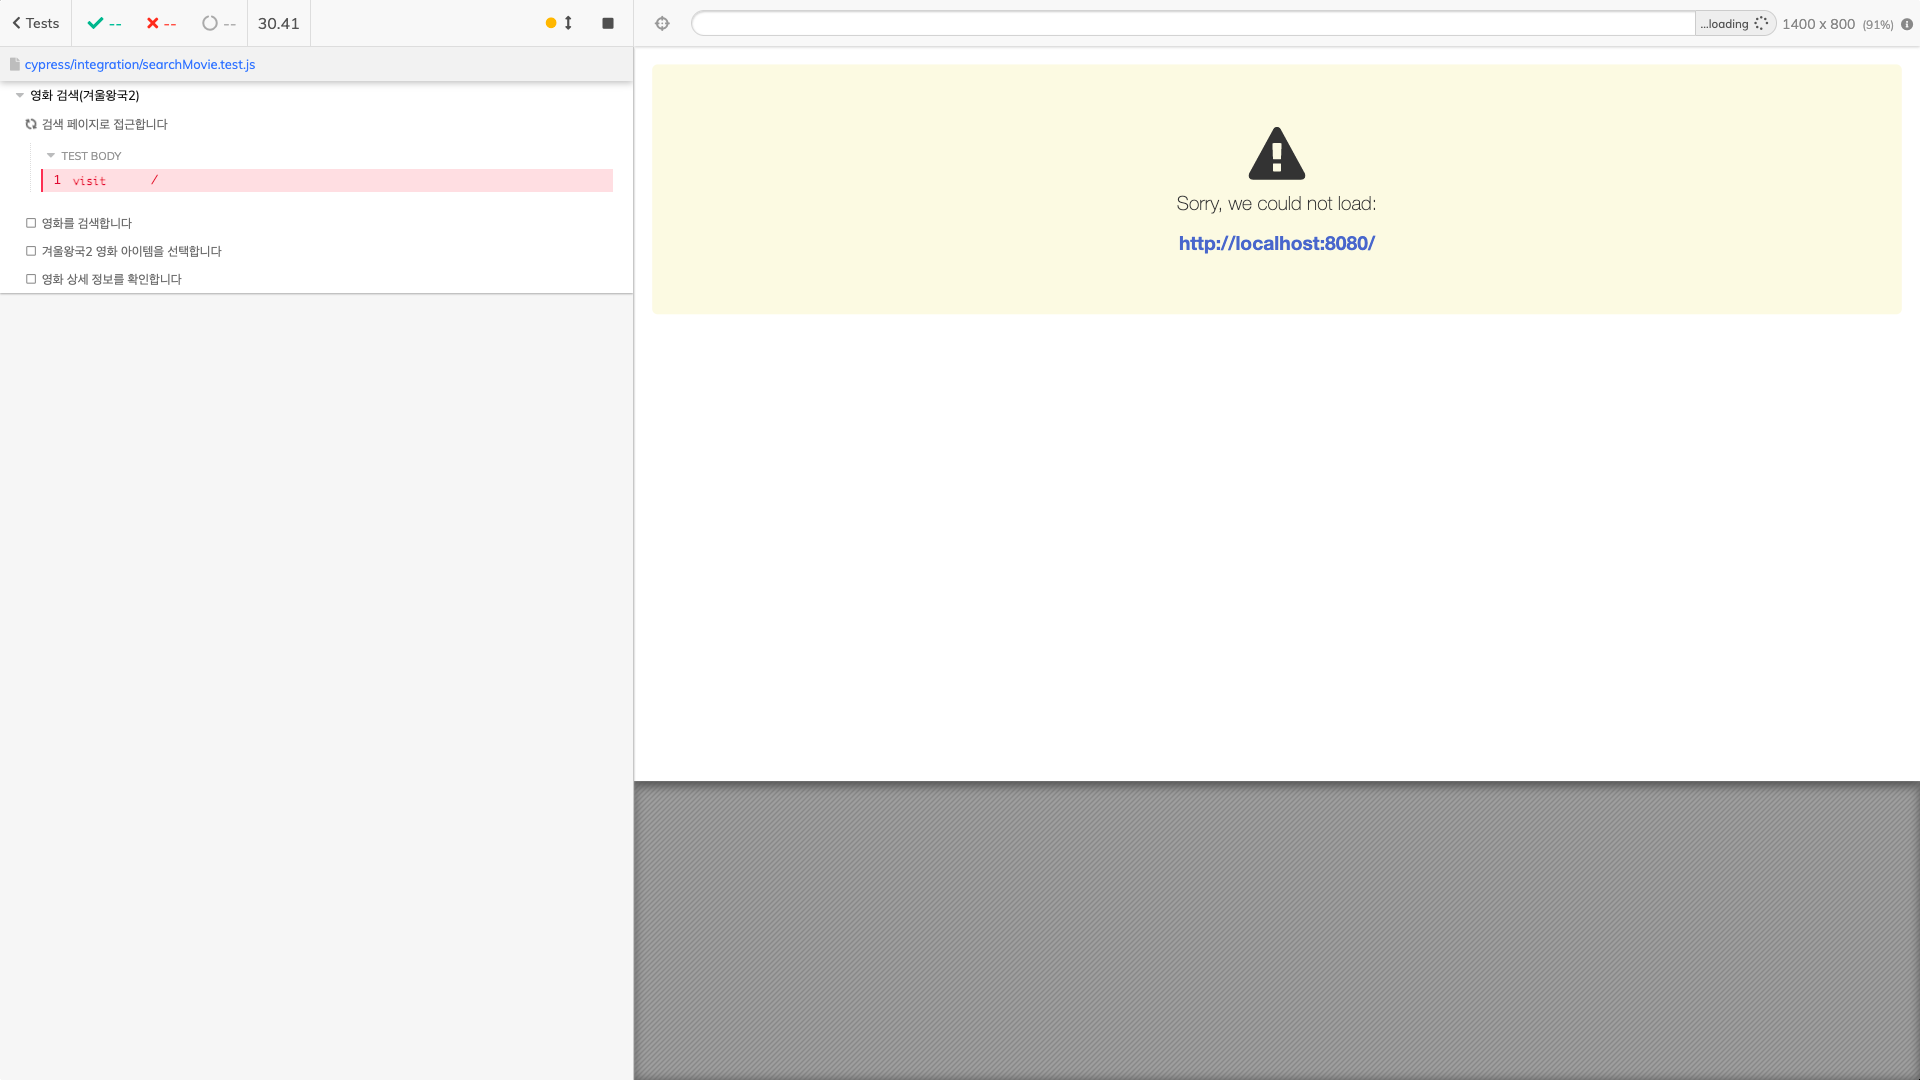 Tests
--
--
--
30.41
...loading
1400 x 800 (91%)
cypress/integration/searchMovie.test.js
영화 검색(겨울왕국2)
검색 페이지로 접근합니다
TEST BODY
1 visit /
영화를 검색합니다
겨울왕국2 영화 아이템을 선택합니다
영화 상세 정보를 확인합니다
Sorry, we could not load:
http://localhost:8080/